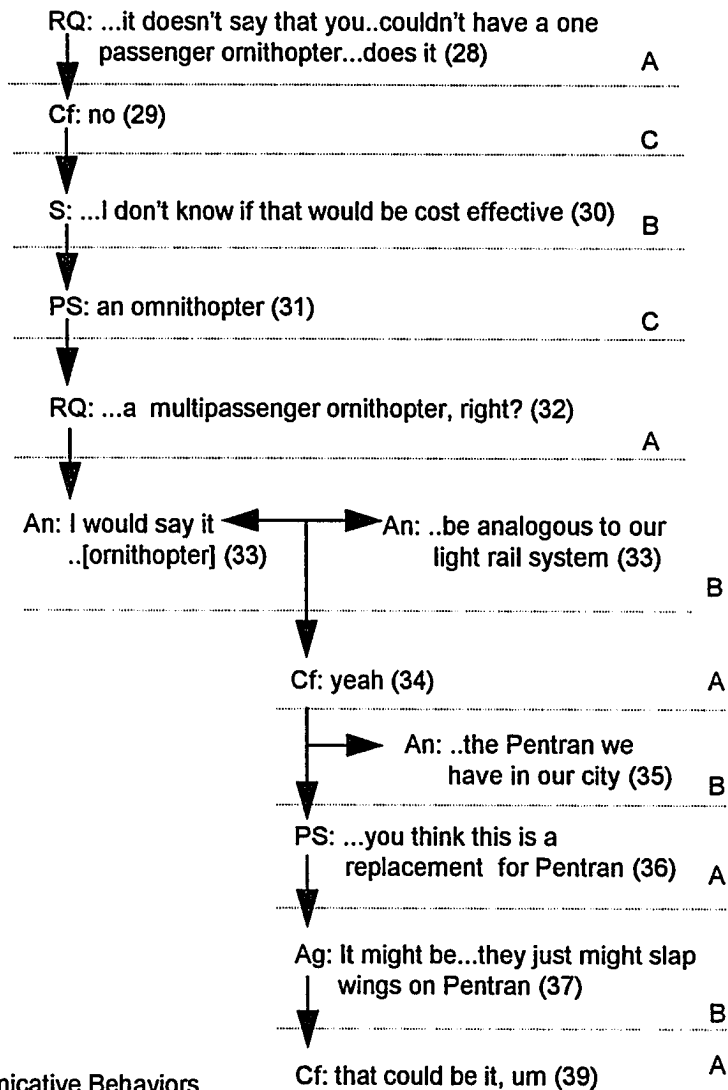 RQ: ...it doesn't say that you..couldn't have a one
passenger ornithopter...does it (28)
A
Cf: no (29)
C
S: ...I don't know if that would be cost effective (30)
B
PS: an omnithopter (31)
C
RQ: ...a multipassenger ornithopter, right? (32)
A
An: I would say it
..[ornithopter] (33)
An: ..be analogous to our
light rail system (33)
B
Cf: yeah (34)
A
An: ..the Pentran we
have in our city (35)
B
PS: ...you think this is a
replacement for Pentran (36)
A
Ag: It might be...they just might slap
wings on Pentran (37)
B
Cf: that could be it, um (39)
A
nicative Behaviors